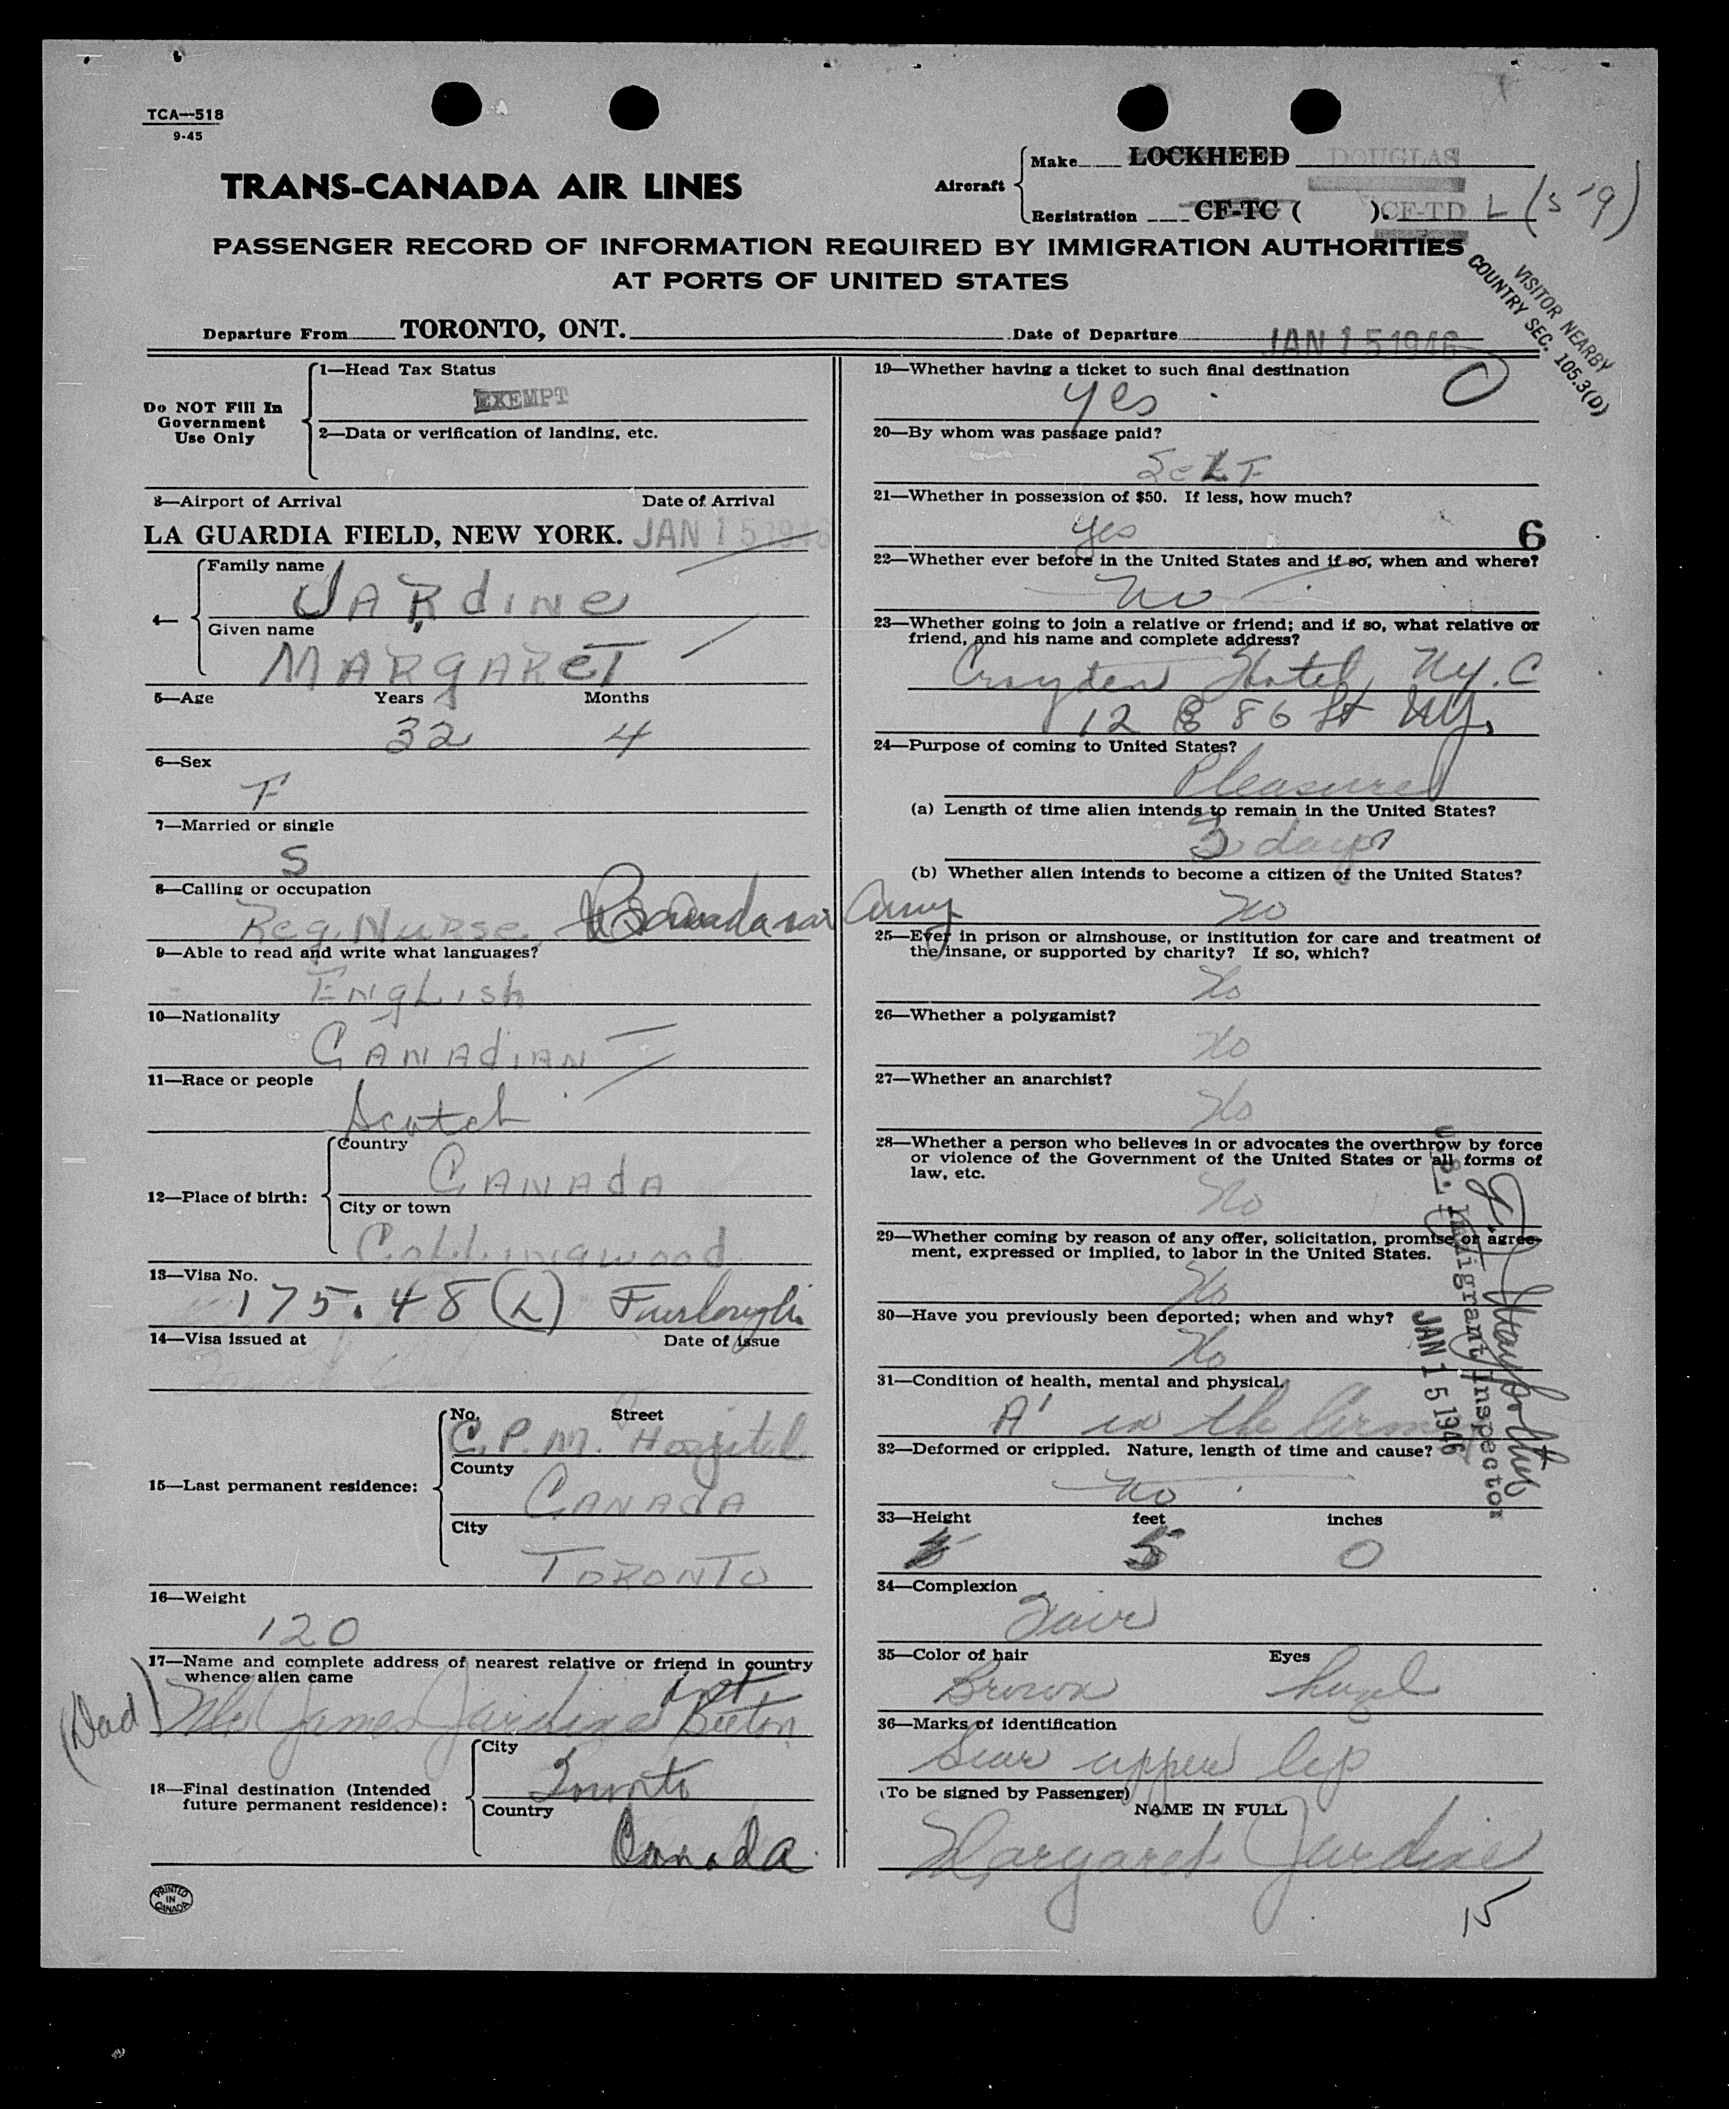 TCA—518
9-45
TRANS-CANADA AIR LINES
Aircraft
Make LOCKHEED DOUGLAS
Registration CF-TC ( ). CF-TD L (519)
PASSENGER RECORD OF INFORMATION REQUIRED BY IMMIGRATION AUTHORITIES
AT PORTS OF UNITED STATES
VISITOR NEARBY
COUNTRY SEC. 105.3(D)
Departure From TORONTO, ONT. Date of Departure JAN 15 1946
Do NOT Fill In
Government
Use Only
1—Head Tax Status
EXEMPT
2—Data or verification of landing, etc.
3—Airport of Arrival Date of Arrival
LA GUARDIA FIELD, NEW YORK. JAN 15 1946
4—
Family name
JARdiNe
Given name
MARgAReT
5—Age Years Months
32 4
6—Sex
F
7—Married or single
S
8—Calling or occupation
Reg. Nurse, Canadian Army
9—Able to read and write what languages?
ENgLish
10—Nationality
CANAdiAN
11—Race or people
Scotch
12—Place of birth:
Country
CANAdA
City or town
Collingwood
13—Visa No.
175.48 (L) Furlough.
14—Visa issued at Date of issue
15—Last permanent residence:
No. Street
C.P.M. Hospital
County
CANADA
City
TORONTO
16—Weight
120
17—Name and complete address of nearest relative or friend in country
whence alien came
(Dad) Mr James Jardine Beeton Ont
18—Final destination (Intended
future permanent residence):
City
Toronto
Country
Canada.
PRINTED
IN
CANADA
19—Whether having a ticket to such final destination
yes O
20—By whom was passage paid?
SeLF
21—Whether in possession of $50. If less, how much?
yes 6
22—Whether ever before in the United States and if so, when and where?
No
23—Whether going to join a relative or friend; and if so, what relative or
friend, and his name and complete address?
Croyden Hotel, N.Y.C
12 E 86 St N.Y.
24—Purpose of coming to United States?
Pleasure
(a) Length of time alien intends to remain in the United States?
3 days
(b) Whether alien intends to become a citizen of the United States?
No
25—Ever in prison or almshouse, or institution for care and treatment of
the insane, or supported by charity? If so, which?
No
26—Whether a polygamist?
No
27—Whether an anarchist?
No
28—Whether a person who believes in or advocates the overthrow by force
or violence of the Government of the United States or all forms of
law, etc.
No
29—Whether coming by reason of any offer, solicitation, promise or agree-
ment, expressed or implied, to labor in the United States.
No
30—Have you previously been deported; when and why?
No
U.S. Immigrant Inspector
JAN 15 1946
31—Condition of health, mental and physical.
A' in the Army
32—Deformed or crippled. Nature, length of time and cause?
No
33—Height feet inches
5 0
34—Complexion
Fair
35—Color of hair Eyes
Brown hazel
36—Marks of identification
Scar upper lip
(To be signed by Passenger)
NAME IN FULL
Margaret Jardine
15